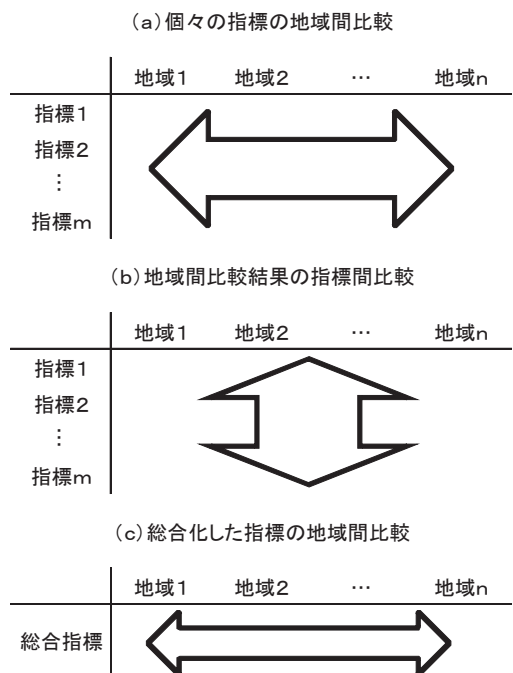 (a)個々の指標の地域間比較
地域1 地域2 … 地域n
指標1
指標2
⋮
指標m
(b)地域間比較結果の指標間比較
地域1 地域2 … 地域n
指標1
指標2
⋮
指標m
(c)総合化した指標の地域間比較
地域1 地域2 … 地域n
総合指標